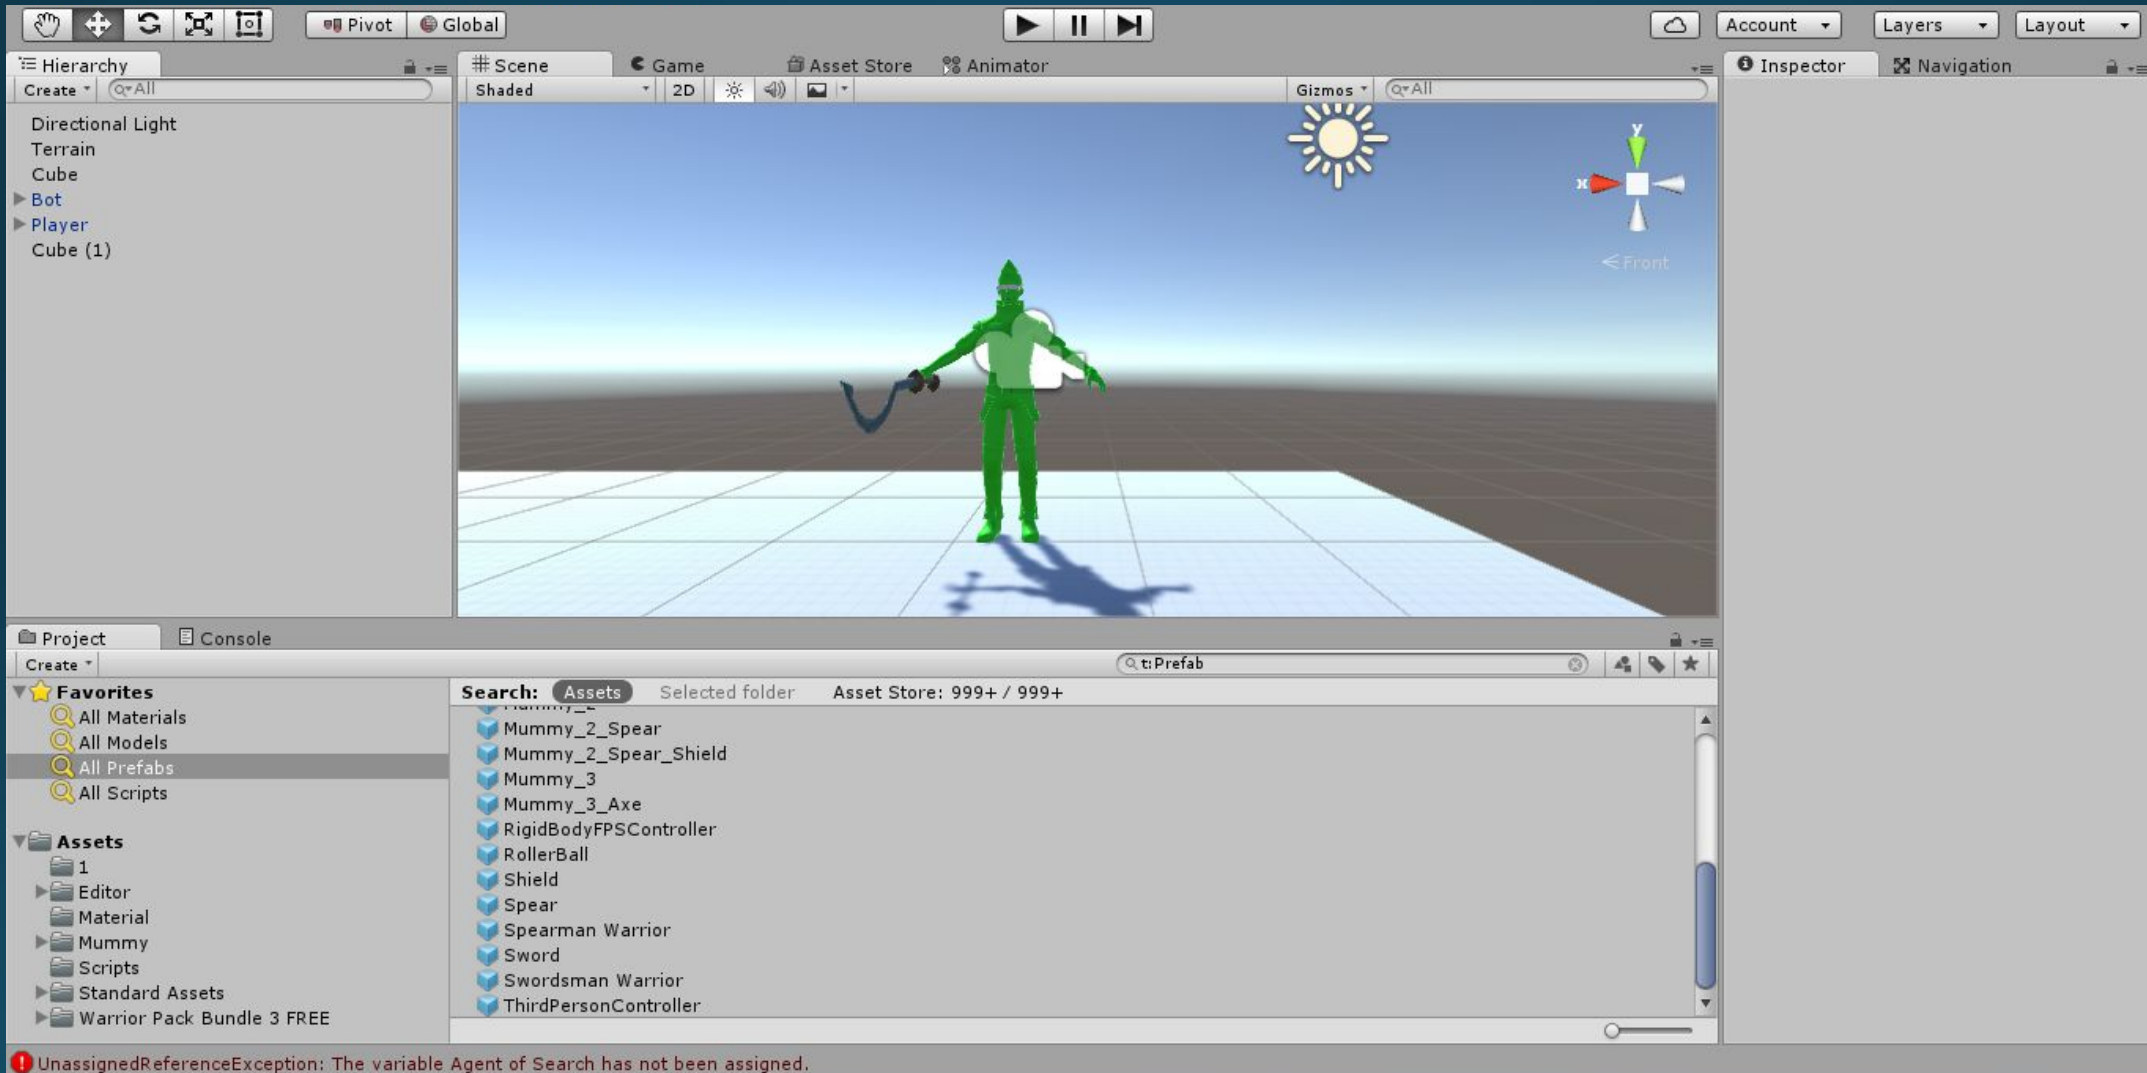 Pivot Global Account Layers Layout
Hierarchy
Create All
Directional Light
Terrain
Cube
Bot
Player
Cube (1)
Scene Game Asset Store Animator
Shaded 2D Gizmos All
y
x
Front
Inspector Navigation
Project Console
Create t:Prefab
Favorites
All Materials
All Models
All Prefabs
All Scripts
Assets
1
Editor
Material
Mummy
Scripts
Standard Assets
Warrior Pack Bundle 3 FREE
Search: Assets Selected folder Asset Store: 999+ / 999+
Mummy_2
Mummy_2_Spear
Mummy_2_Spear_Shield
Mummy_3
Mummy_3_Axe
RigidBodyFPSController
RollerBall
Shield
Spear
Spearman Warrior
Sword
Swordsman Warrior
ThirdPersonController
UnassignedReferenceException: The variable Agent of Search has not been assigned.